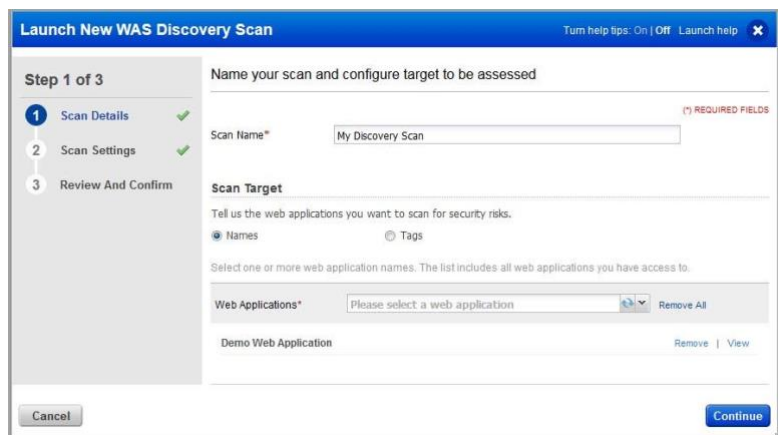 Launch New WAS Discovery Scan
Turn help tips: On | Off Launch help
Step 1 of 3
1 Scan Details
2 Scan Settings
3 Review And Confirm
Name your scan and configure target to be assessed
(*) REQUIRED FIELDS
Scan Name* My Discovery Scan
Scan Target
Tell us the web applications you want to scan for security risks.
Names Tags
Select one or more web application names. The list includes all web applications you have access to.
Web Applications* Please select a web application Remove All
Demo Web Application Remove | View
Cancel Continue